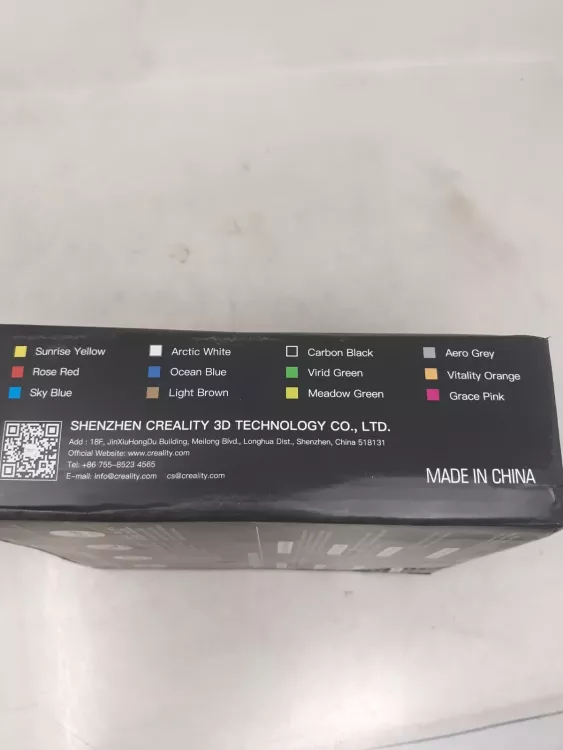 Sunrise Yellow Arctic White Carbon Black Aero Grey
Rose Red Ocean Blue Virid Green Vitality Orange
Sky Blue Light Brown Meadow Green Grace Pink
SHENZHEN CREALITY 3D TECHNOLOGY CO., LTD.
Add : 18F, JinXiuHongDu Building, Meilong Blvd., Longhua Dist., Shenzhen, China 518131
Official Website: www.creality.com
Tel: +86 755-8523 4565
E-mail: info@creality.com cs@creality.com
MADE IN CHINA